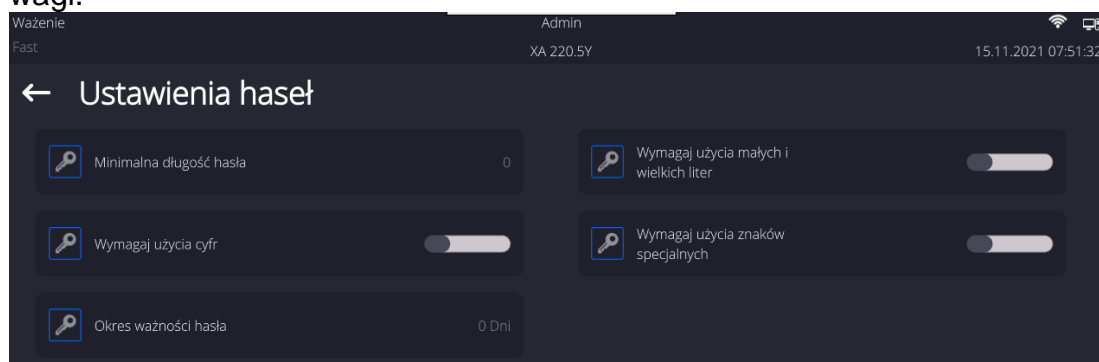 wagi.
Ważenie Admin
Fast XA 220.5Y 15.11.2021 07:51:32
← Ustawienia haseł
Minimalna długość hasła 0
Wymagaj użycia małych i
wielkich liter
Wymagaj użycia cyfr
Wymagaj użycia znaków
specjalnych
Okres ważności hasła 0 Dni